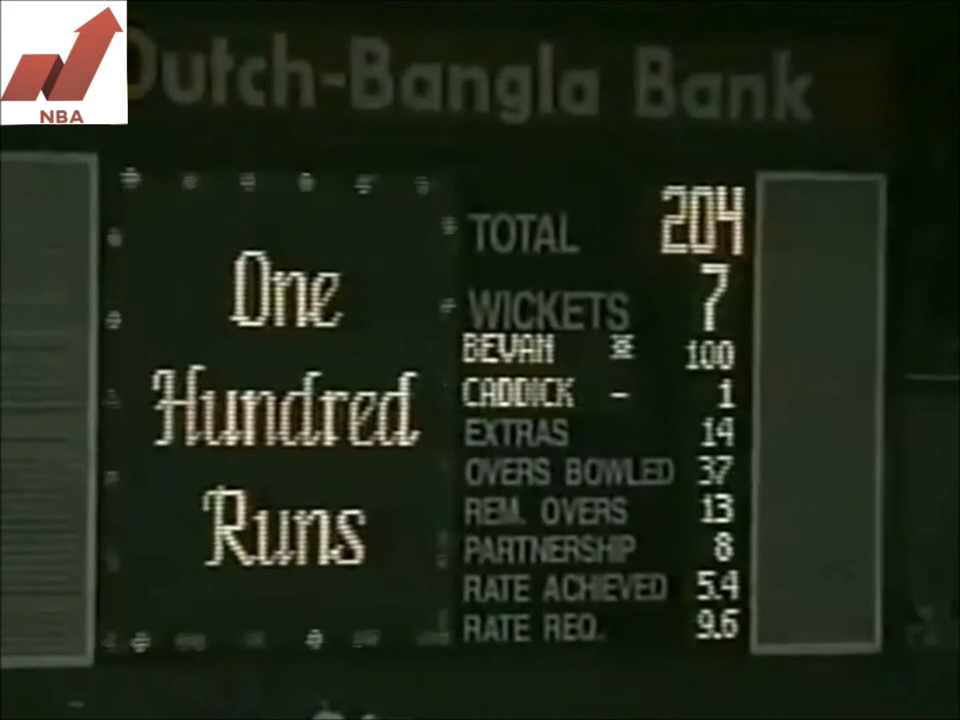 NBA
Dutch-Bangla Bank
One
Hundred
Runs
TOTAL 204
WICKETS 7
BEVAN * 100
CADDICK - 1
EXTRAS 14
OVERS BOWLED 37
REM. OVERS 13
PARTNERSHIP 8
RATE ACHIEVED 5.4
RATE REQ. 9.6